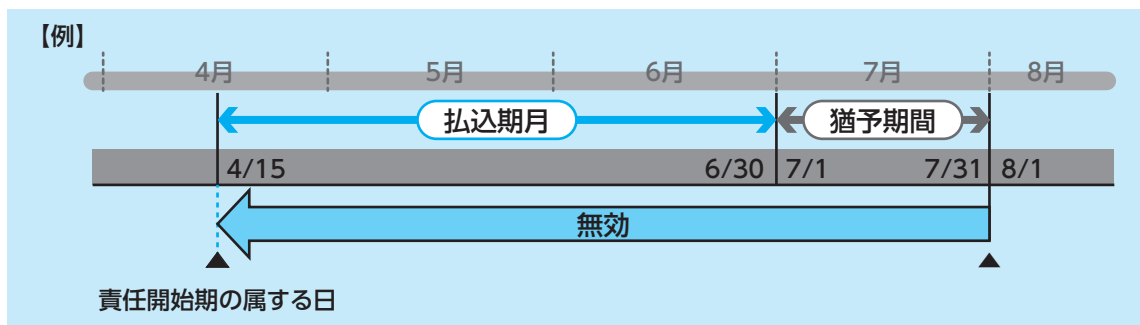 【例】
4月 5月 6月 7月 8月
払込期月 猶予期間
4/15 6/30 7/1 7/31 8/1
無効
責任開始期の属する日